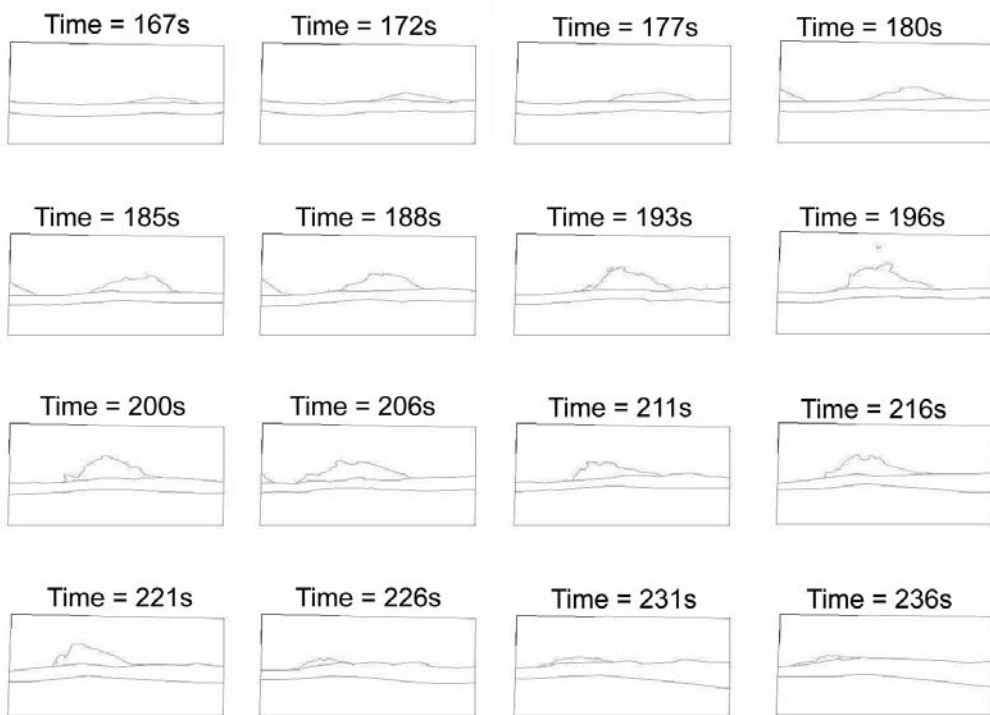 Time = 167s
Time = 172s
Time = 177s
Time = 180s
Time = 185s
Time = 188s
Time = 193s
Time = 196s
Time = 200s
Time = 206s
Time = 211s
Time = 216s
Time = 221s
Time = 226s
Time = 231s
Time = 236s